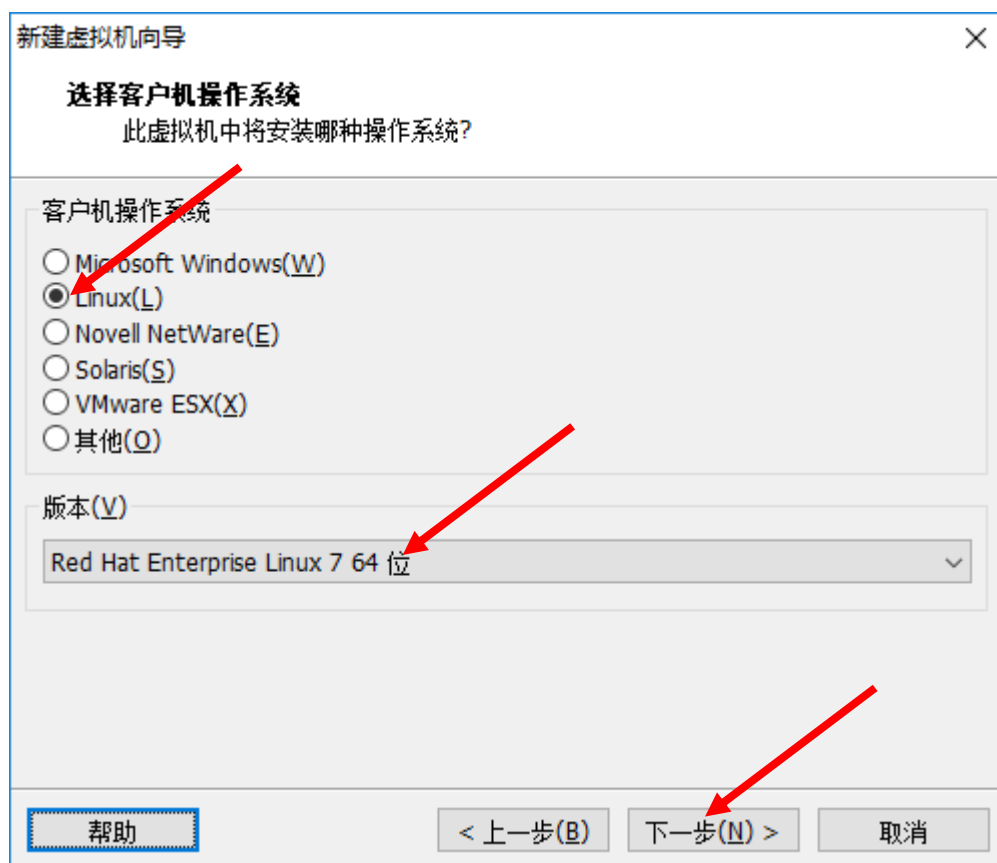 新建虚拟机向导
选择客户机操作系统
此虚拟机中将安装哪种操作系统?
客户机操作系统
Microsoft Windows(W)
Linux(L)
Novell NetWare(E)
Solaris(S)
VMware ESX(X)
其他(O)
版本(V)
Red Hat Enterprise Linux 7 64 位
帮助
< 上一步(B)
下一步(N) >
取消